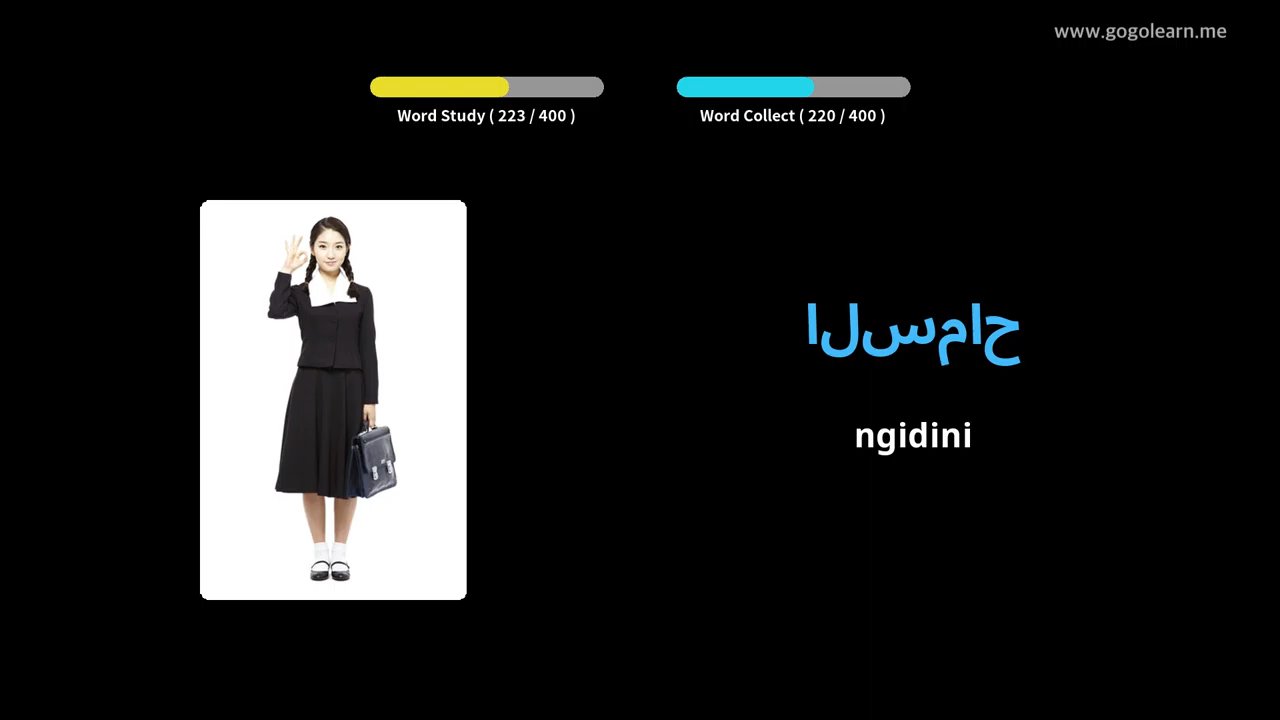 www.gogolearn.me
Word Study ( 223 / 400 )
Word Collect ( 220 / 400 )
السماح
ngidini